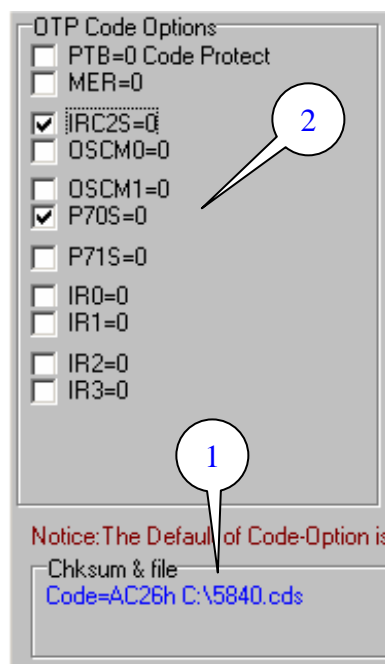 OTP Code Options
PTB=0 Code Protect
MER=0
IRC2S=0
2
OSCM0=0
OSCM1=0
P70S=0
P71S=0
IR0=0
IR1=0
IR2=0
IR3=0
1
Notice:The Default of Code-Option is
Chksum & file
Code=AC26h C:\5840.cds